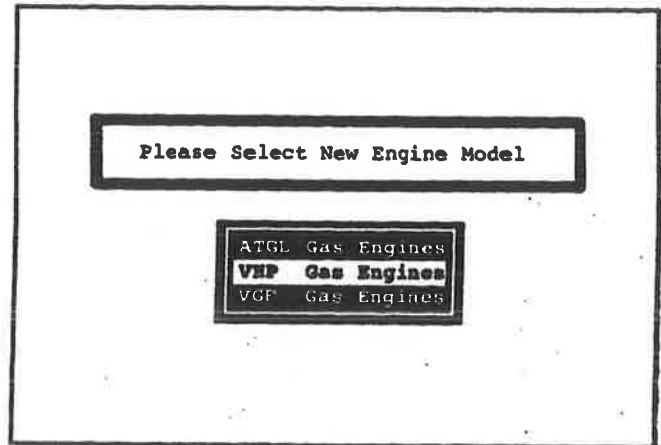 Please Select New Engine Model
ATGL Gas Engines
VHP Gas Engines
VGF Gas Engines